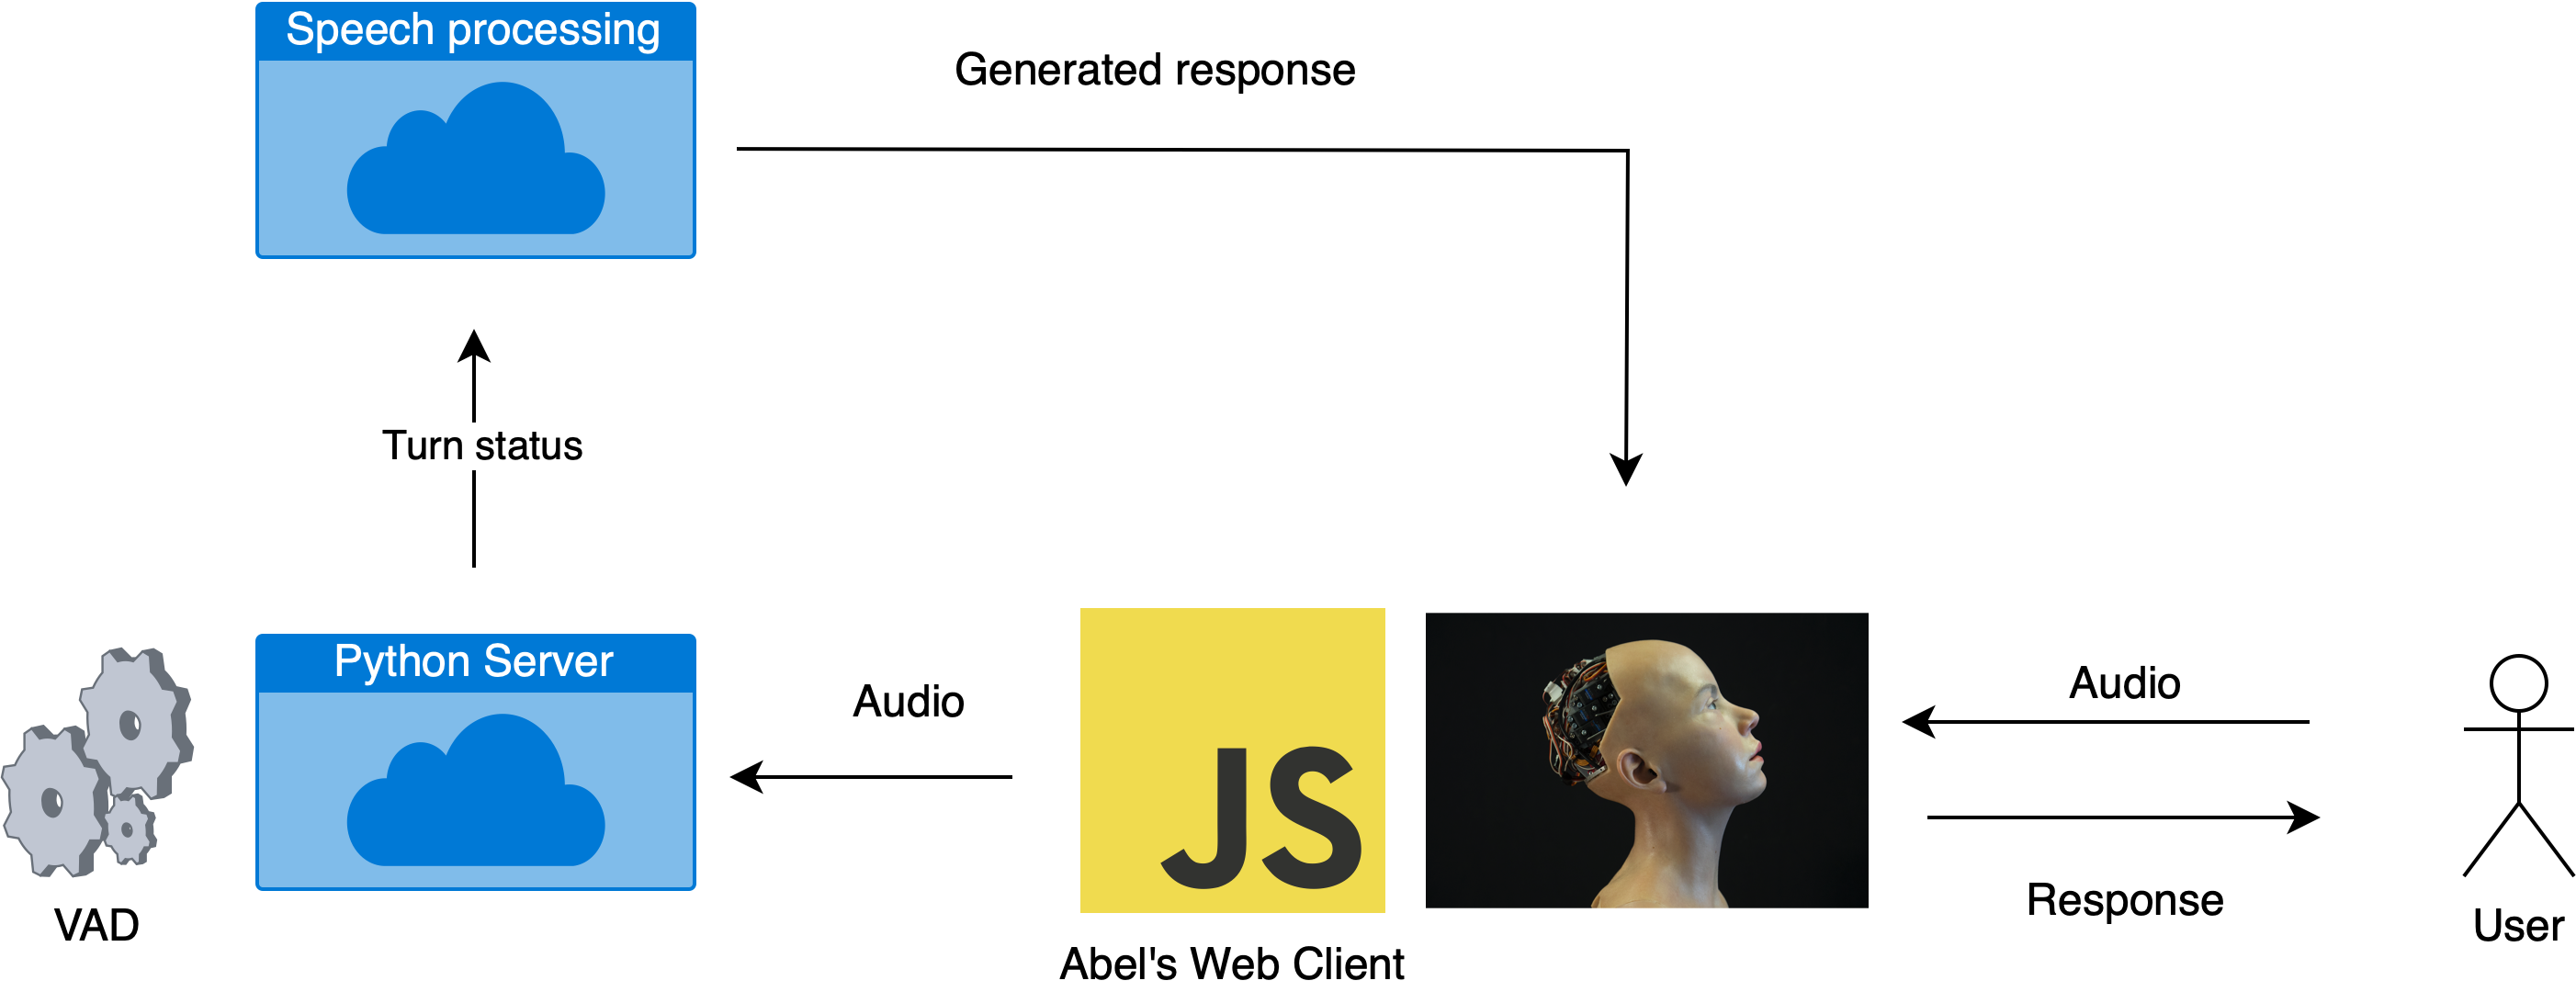 Speech processing
Generated response
Turn status
Python Server
Audio
JS
Audio
Response
VAD
Abel's Web Client
User